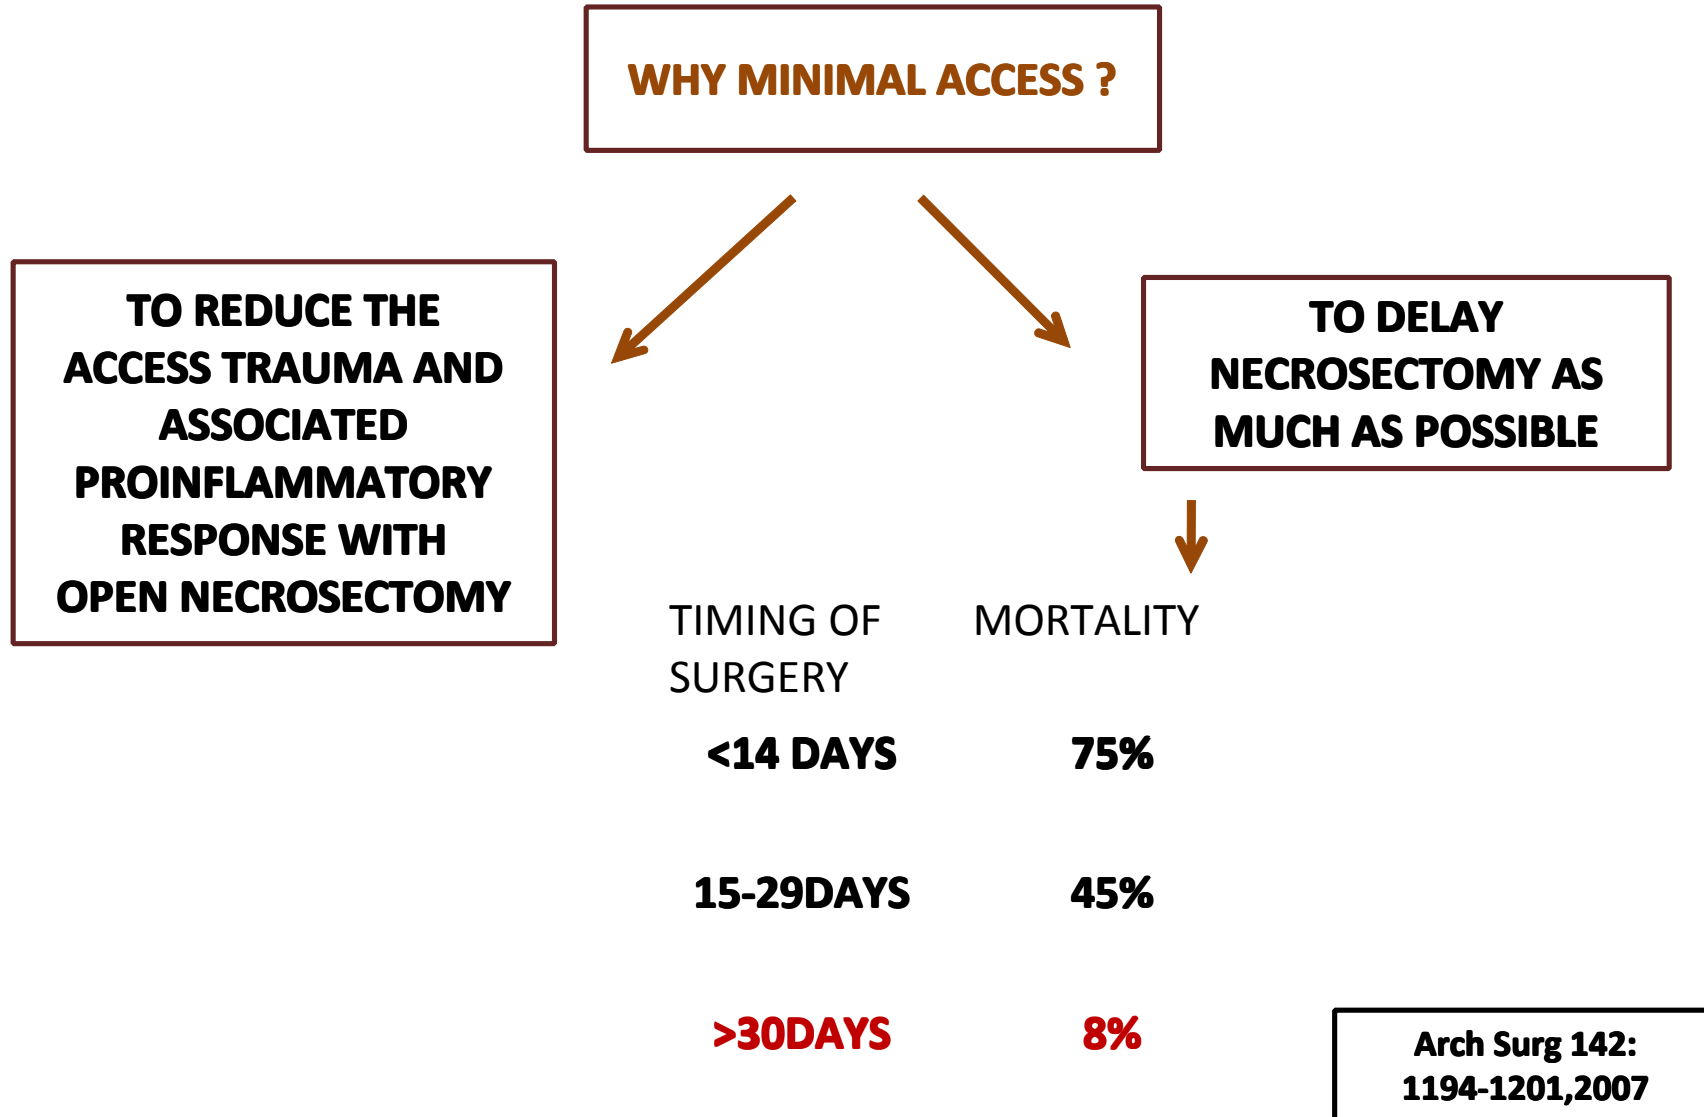 WHY MINIMAL ACCESS ?
TO REDUCE THE
ACCESS TRAUMA AND
ASSOCIATED
PROINFLAMMATORY
RESPONSE WITH
OPEN NECROSECTOMY
TO DELAY
NECROSECTOMY AS
MUCH AS POSSIBLE
TIMING OF MORTALITY
SURGERY
<14 DAYS 75%
15-29DAYS 45%
>30DAYS 8%
Arch Surg 142:
1194-1201,2007